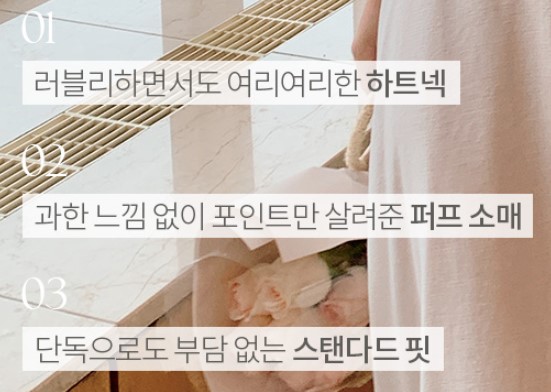 01
러블리하면서도 여리여리한 하트넥
02
과한 느낌 없이 포인트만 살려준 퍼프 소매
03
단독으로도 부담 없는 스탠다드 핏